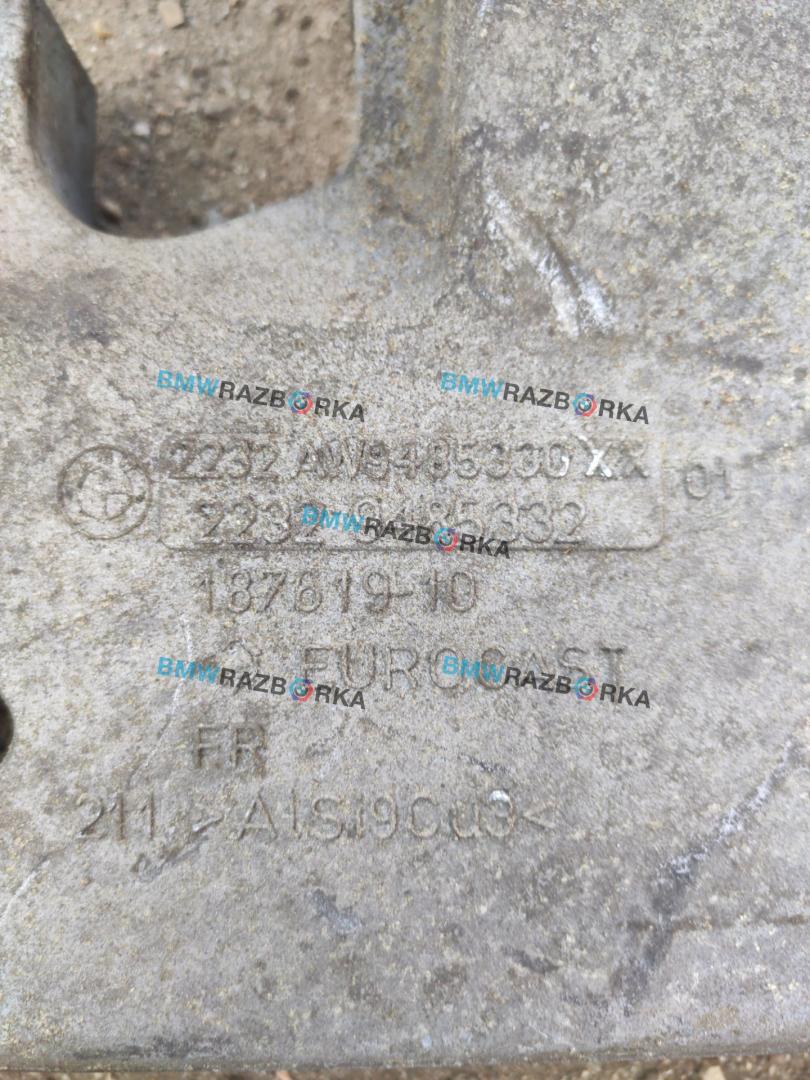 BMWRAZBORKA BMWRAZBORKA
2232 AW9485330 XX 01
2232 9485332
BMWRAZBORKA
187619-10
EUROCAST
BMWRAZBORKA BMWRAZBORKA
FR
211 >AlSi9Cu3<